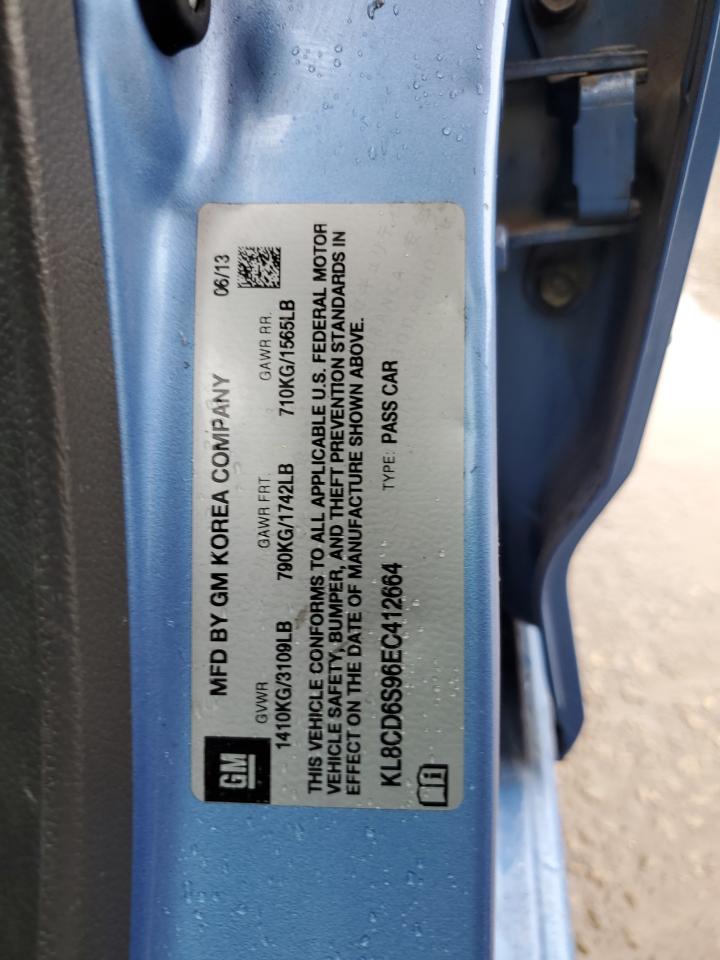 MFD BY GM KOREA COMPANY 06/13
GVWR GAWR FRT. GAWR RR.
1410KG/3109LB 790KG/1742LB 710KG/1565LB
THIS VEHICLE CONFORMS TO ALL APPLICABLE U.S. FEDERAL MOTOR
VEHICLE SAFETY, BUMPER, AND THEFT PREVENTION STANDARDS IN
EFFECT ON THE DATE OF MANUFACTURE SHOWN ABOVE.
KL8CD6S96EC412664 TYPE: PASS CAR
GM